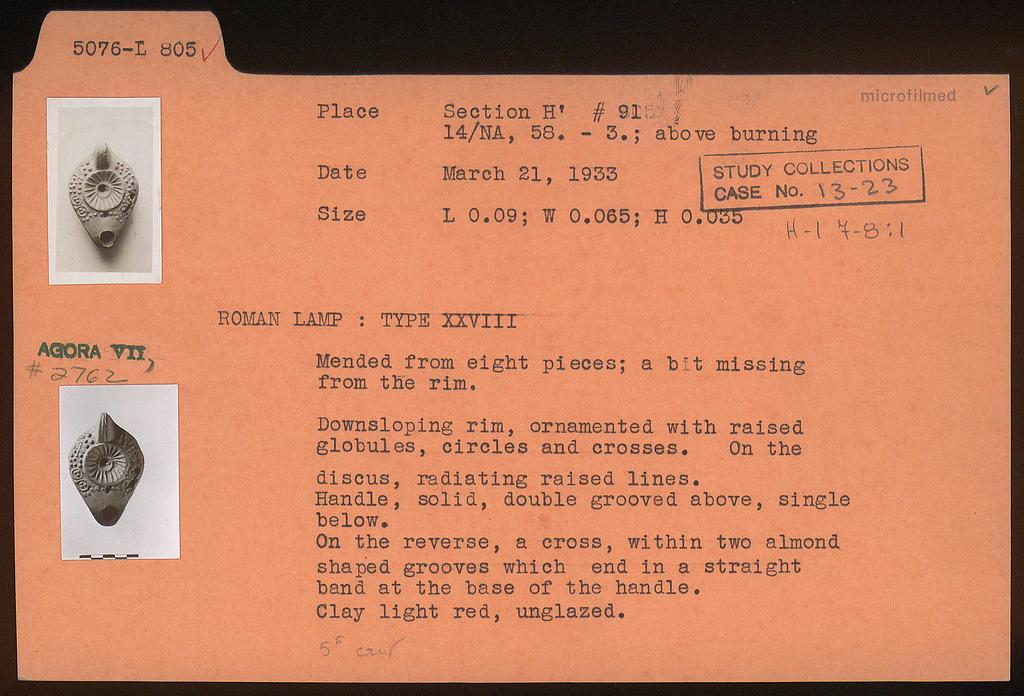 5076-L 805✓
microfilmed ✓
Place Section H' # 915
14/NA, 58. - 3.; above burning
Date March 21, 1933
STUDY COLLECTIONS
CASE No. 13-23
Size L 0.09; W 0.065; H 0.035
H-1 7-8:1
ROMAN LAMP : TYPE XXVIII
AGORA VII,
# 2762
Mended from eight pieces; a bit missing
from the rim.
Downsloping rim, ornamented with raised
globules, circles and crosses. On the
discus, radiating raised lines.
Handle, solid, double grooved above, single
below.
On the reverse, a cross, within two almond
shaped grooves which end in a straight
band at the base of the handle.
Clay light red, unglazed.
5